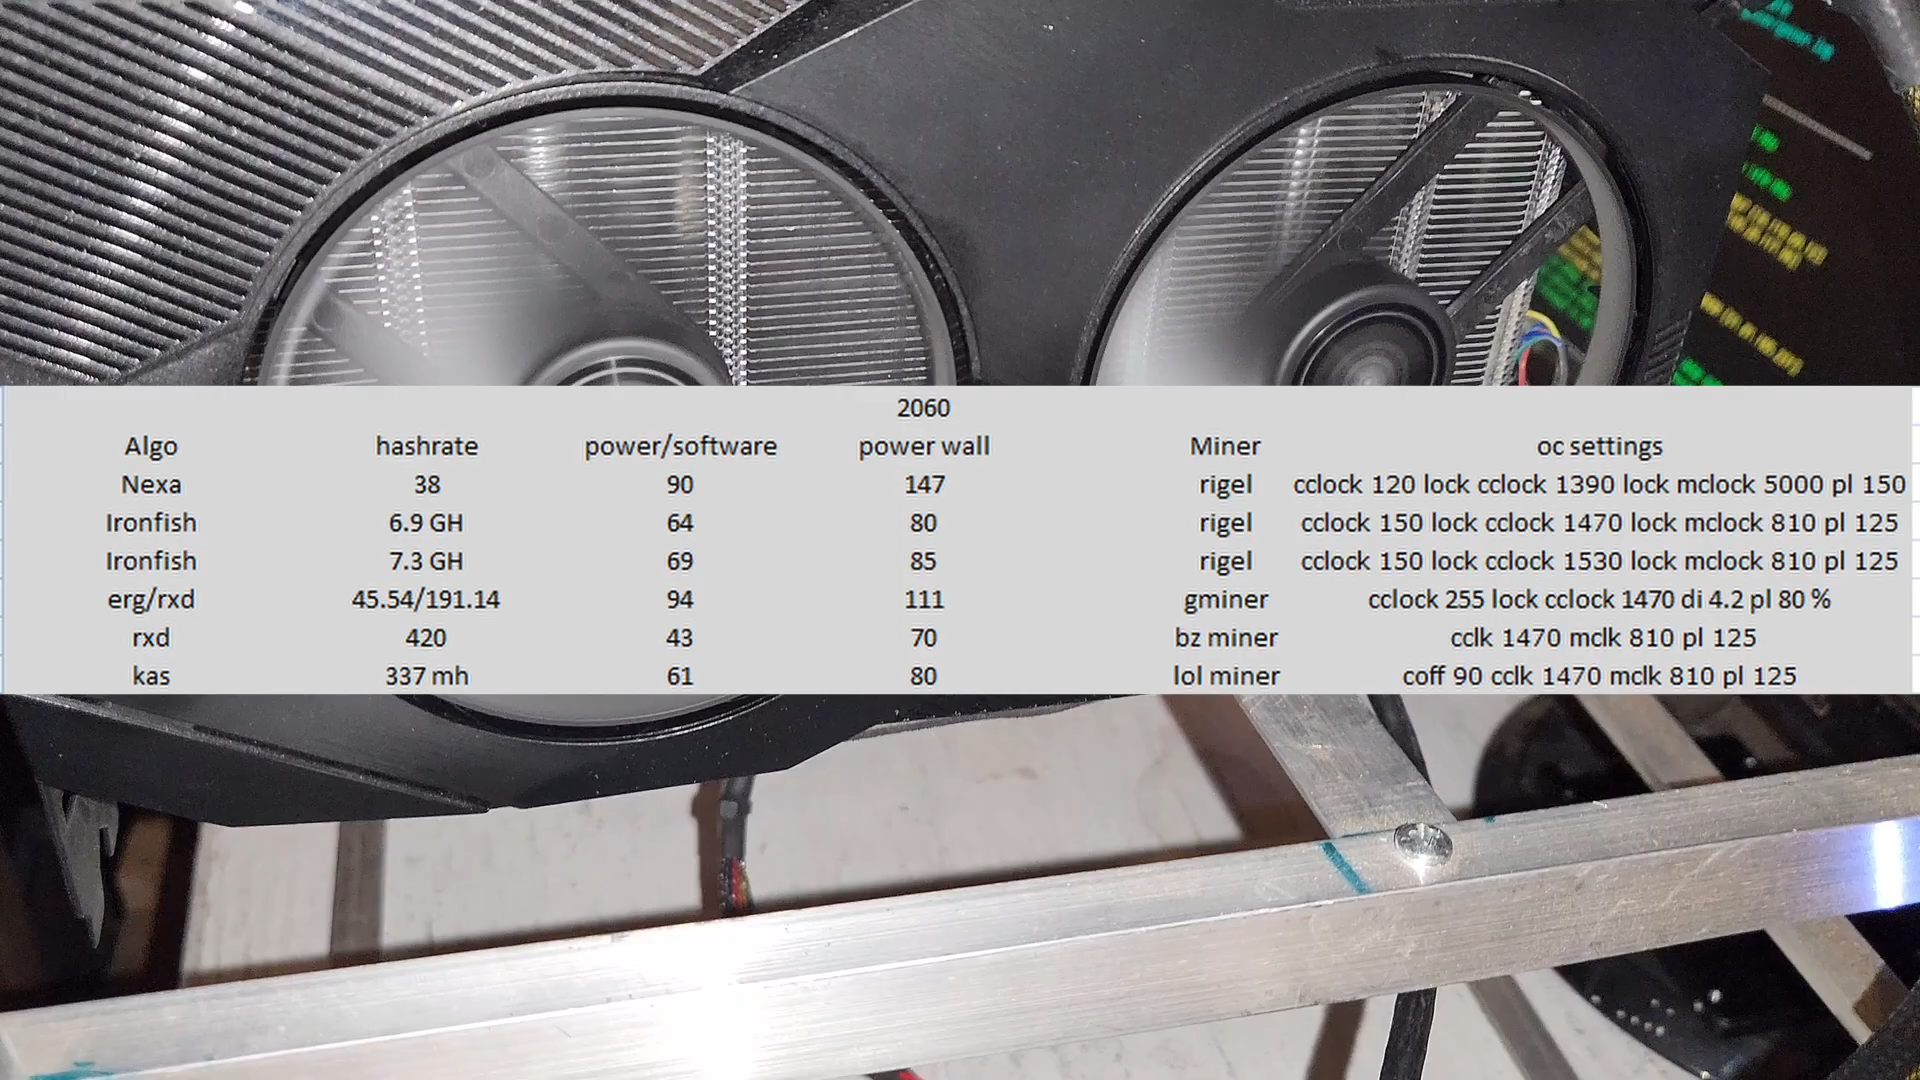 2060
Algo hashrate power/software power wall Miner oc settings
Nexa 38 90 147 rigel cclock 120 lock cclock 1390 lock mclock 5000 pl 150
Ironfish 6.9 GH 64 80 rigel cclock 150 lock cclock 1470 lock mclock 810 pl 125
Ironfish 7.3 GH 69 85 rigel cclock 150 lock cclock 1530 lock mclock 810 pl 125
erg/rxd 45.54/191.14 94 111 gminer cclock 255 lock cclock 1470 di 4.2 pl 80 %
rxd 420 43 70 bz miner cclk 1470 mclk 810 pl 125
kas 337 mh 61 80 lol miner coff 90 cclk 1470 mclk 810 pl 125